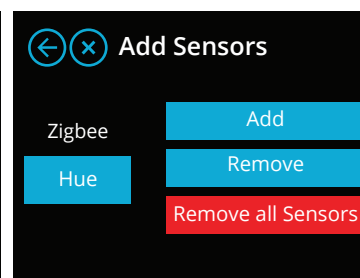 Add Sensors
Zigbee
Hue
Add
Remove
Remove all Sensors